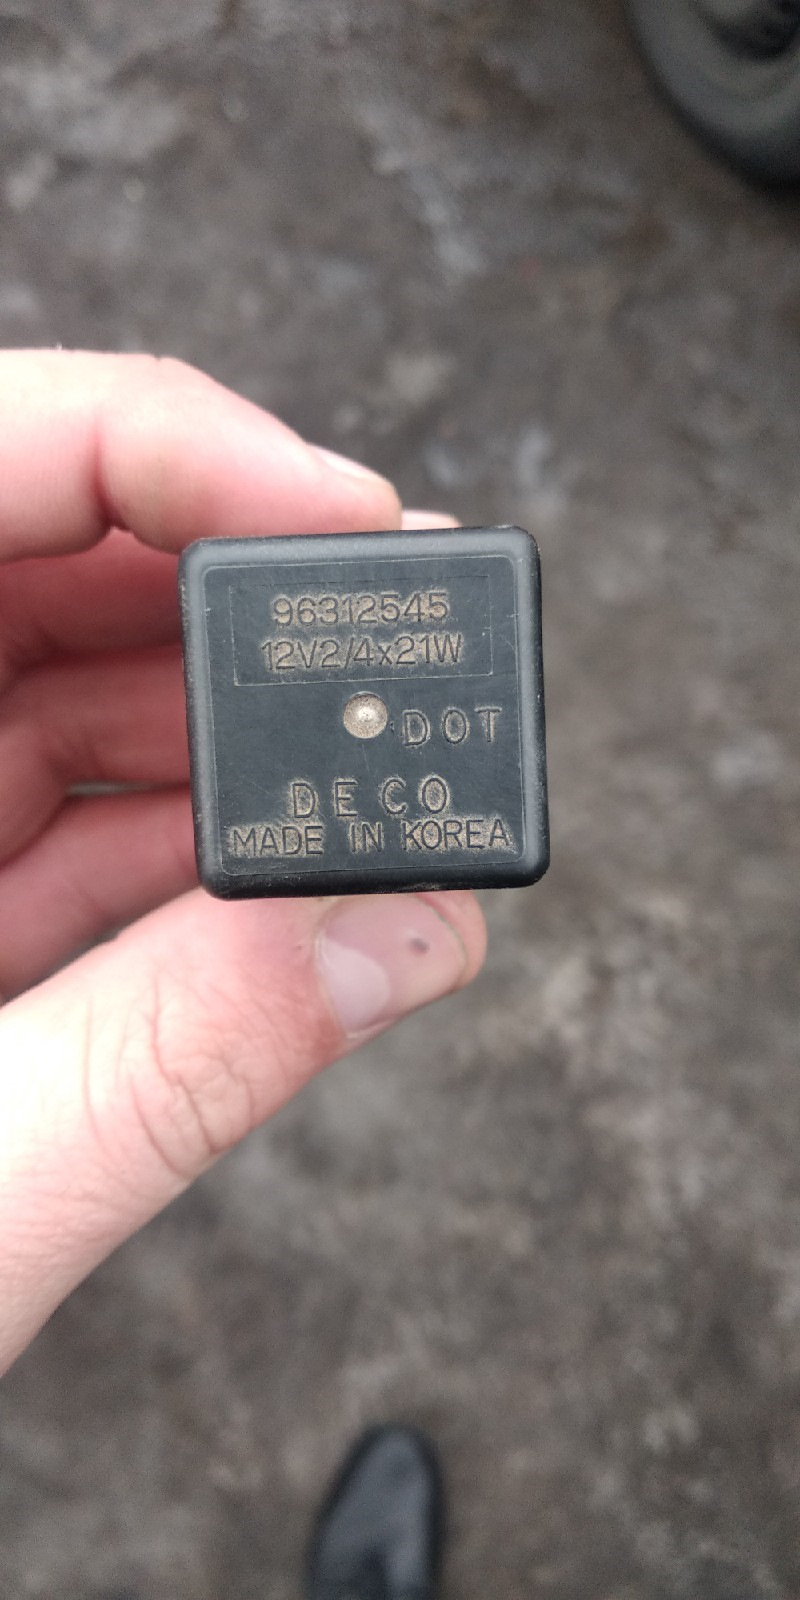 96312545
12V2/4x21W
DOT
DECO
MADE IN KOREA